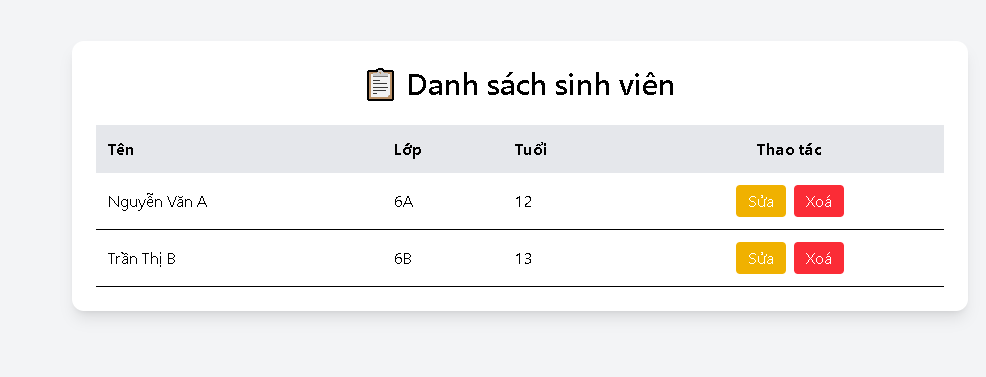 Danh sách sinh viên
Tên Lớp Tuổi Thao tác
Nguyễn Văn A 6A 12 Sửa Xoá
Trần Thị B 6B 13 Sửa Xoá